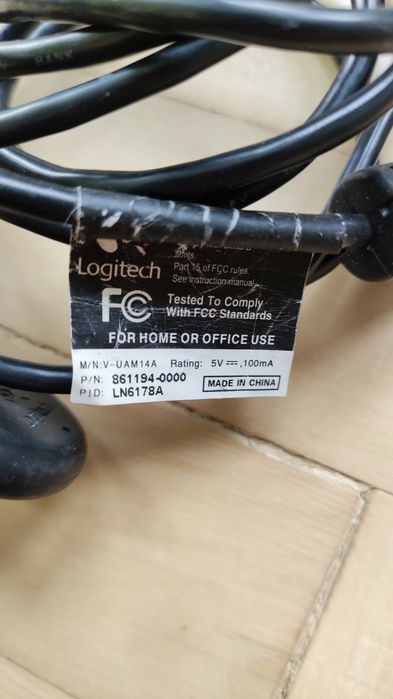 limits.
Part 15 of FCC rules.
See instruction manual.
Logitech
FC
Tested To Comply
With FCC Standards
FOR HOME OR OFFICE USE
M/N:V-UAM14A Rating: 5V⎓,100mA
P/N: 861194-0000
MADE IN CHINA
PID: LN6178A